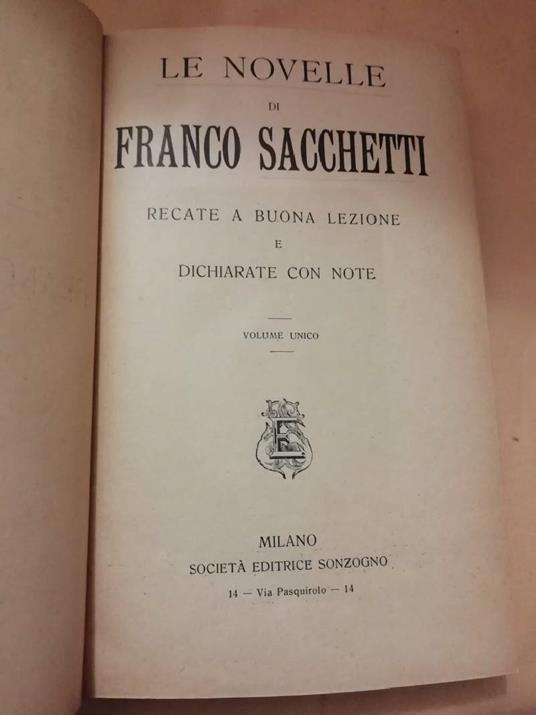 LE NOVELLE
DI
FRANCO SACCHETTI
RECATE A BUONA LEZIONE
E
DICHIARATE CON NOTE
VOLUME UNICO
MILANO
SOCIETÀ EDITRICE SONZOGNO
14 — Via Pasquirolo — 14